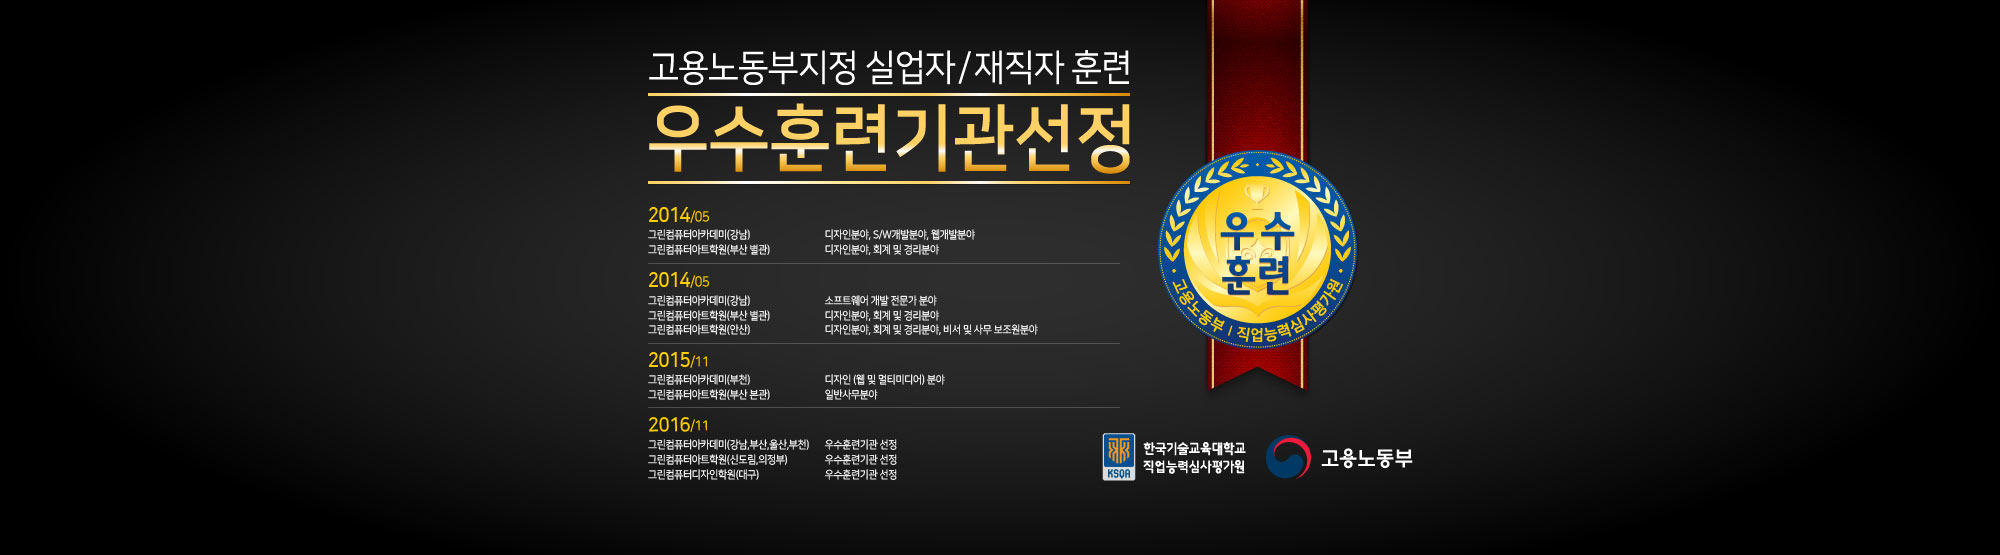 고용노동부지정 실업자/재직자 훈련
우수훈련기관선정
2014/05
그린컴퓨터아카데미(강남) 디자인분야, S/W개발분야, 웹개발분야
그린컴퓨터아트학원(부산 별관) 디자인분야, 회계 및 경리분야
2014/05
그린컴퓨터아카데미(강남) 소프트웨어 개발 전문가 분야
그린컴퓨터아트학원(부산 별관) 디자인분야, 회계 및 경리분야
그린컴퓨터아트학원(안산) 디자인분야, 회계 및 경리분야, 비서 및 사무 보조원분야
2015/11
그린컴퓨터아카데미(부천) 디자인 (웹 및 멀티미디어) 분야
그린컴퓨터아트학원(부산 본관) 일반사무분야
2016/11
그린컴퓨터아카데미(강남,부산,울산,부천) 우수훈련기관 선정
그린컴퓨터아트학원(신도림,의정부) 우수훈련기관 선정
그린컴퓨터디자인학원(대구) 우수훈련기관 선정
우수
훈련
고용노동부 | 직업능력심사평가원
KSQA
한국기술교육대학교
직업능력심사평가원
고용노동부